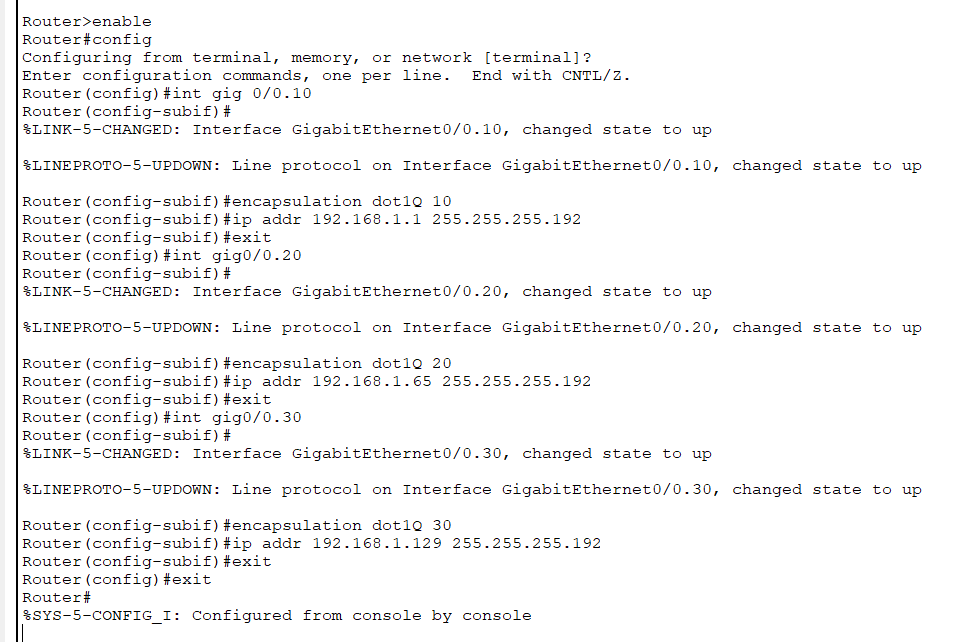 Router>enable
Router#config
Configuring from terminal, memory, or network [terminal]?
Enter configuration commands, one per line.  End with CNTL/Z.
Router(config)#int gig 0/0.10
Router(config-subif)#
%LINK-5-CHANGED: Interface GigabitEthernet0/0.10, changed state to up
%LINEPROTO-5-UPDOWN: Line protocol on Interface GigabitEthernet0/0.10, changed state to up
Router(config-subif)#encapsulation dot1Q 10
Router(config-subif)#ip addr 192.168.1.1 255.255.255.192
Router(config-subif)#exit
Router(config)#int gig0/0.20
Router(config-subif)#
%LINK-5-CHANGED: Interface GigabitEthernet0/0.20, changed state to up
%LINEPROTO-5-UPDOWN: Line protocol on Interface GigabitEthernet0/0.20, changed state to up
Router(config-subif)#encapsulation dot1Q 20
Router(config-subif)#ip addr 192.168.1.65 255.255.255.192
Router(config-subif)#exit
Router(config)#int gig0/0.30
Router(config-subif)#
%LINK-5-CHANGED: Interface GigabitEthernet0/0.30, changed state to up
%LINEPROTO-5-UPDOWN: Line protocol on Interface GigabitEthernet0/0.30, changed state to up
Router(config-subif)#encapsulation dot1Q 30
Router(config-subif)#ip addr 192.168.1.129 255.255.255.192
Router(config-subif)#exit
Router(config)#exit
Router#
%SYS-5-CONFIG_I: Configured from console by console